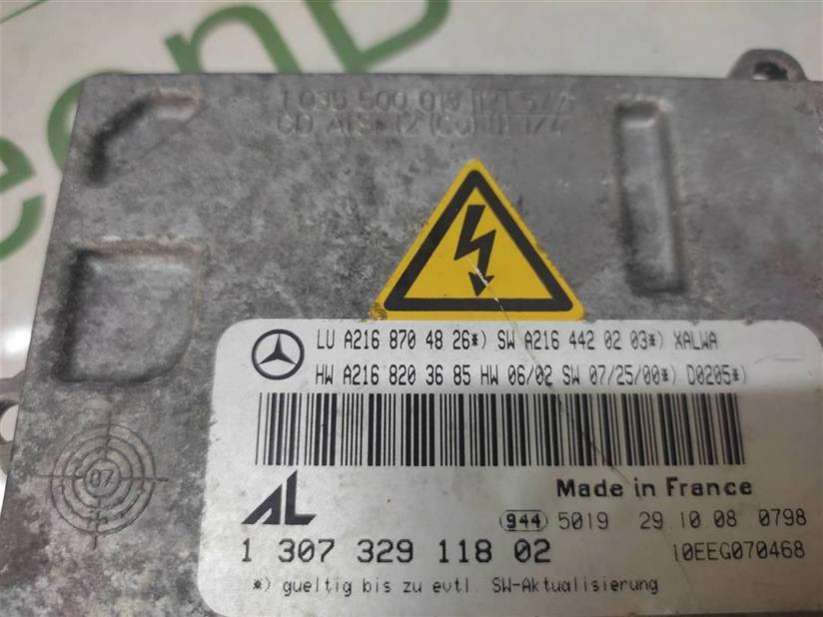 eenD
LU A216 870 48 26*) SW A216 442 02 03*) XALWA
HW A216 820 36 85 HW 06/02 SW 07/25/00*) D0205*)
07
AL
Made in France
944 5019 29 10 08 0798
1 307 329 118 02
10EEG070468
*) gueltig bis zu evtl. SW-Aktualisierung